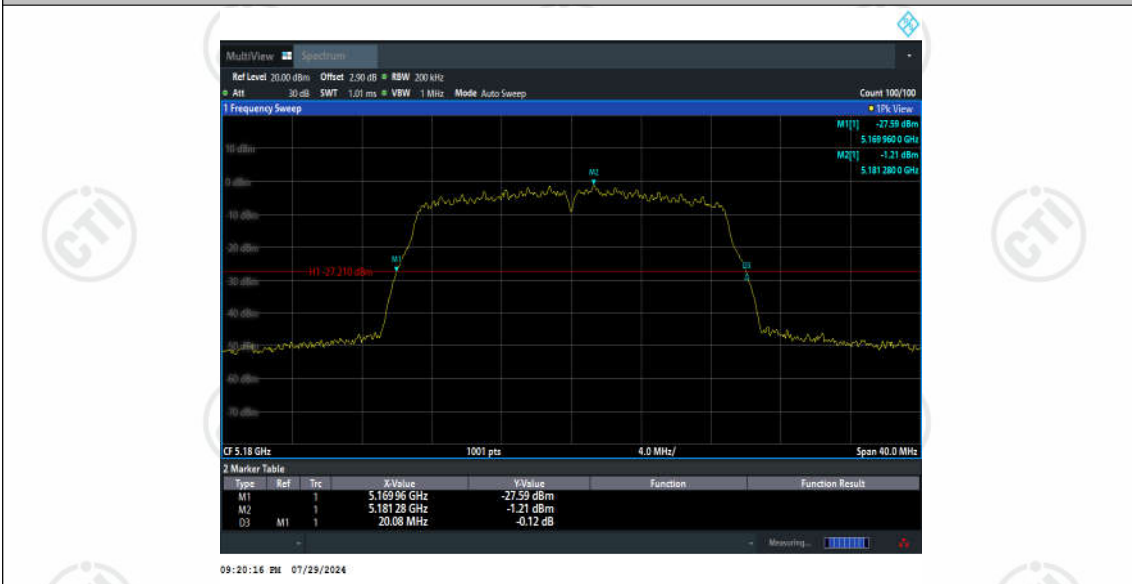 MultiView Spectrum
Ref Level 20.00 dBm Offset 2.90 dB RBW 200 kHz
Att 30 dB SWT 1.01 ms VBW 1 MHz Mode Auto Sweep Count 100/100
1 Frequency Sweep 1Pk View
M1[1] -27.59 dBm
5.169 960 0 GHz
M2[1] -1.21 dBm
5.181 280 0 GHz
10 dBm
0 dBm
M2
-10 dBm
-20 dBm
M1
D3
H1 -27.210 dBm
-30 dBm
-40 dBm
-50 dBm
-60 dBm
-70 dBm
CF 5.18 GHz 1001 pts 4.0 MHz/ Span 40.0 MHz
2 Marker Table
Type Ref Trc X-Value Y-Value Function Function Result
M1 1 5.169 96 GHz -27.59 dBm
M2 1 5.181 28 GHz -1.21 dBm
D3 M1 1 20.08 MHz -0.12 dB
Measuring...
09:20:16 PM 07/29/2024
CTI
CTI